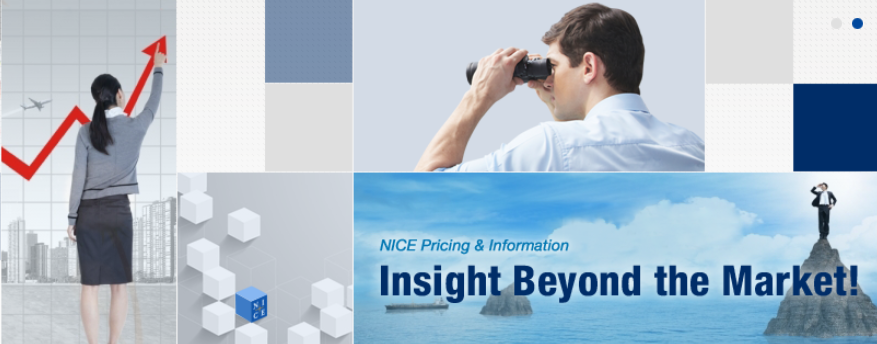 NICE Pricing & Information
Insight Beyond the Market!
N I
C E